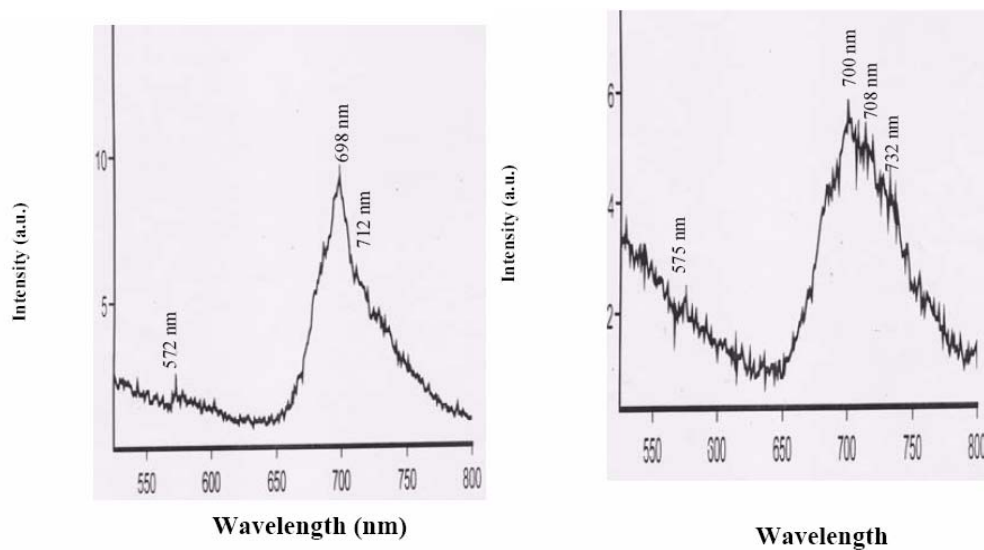 Intensity (a.u.)
10
5
572 nm
698 nm
712 nm
550
600
650
700
750
800
Wavelength (nm)
Intensity (a.u.)
6
4
2
575 nm
700 nm
708 nm
732 nm
550
600
650
700
750
800
Wavelength